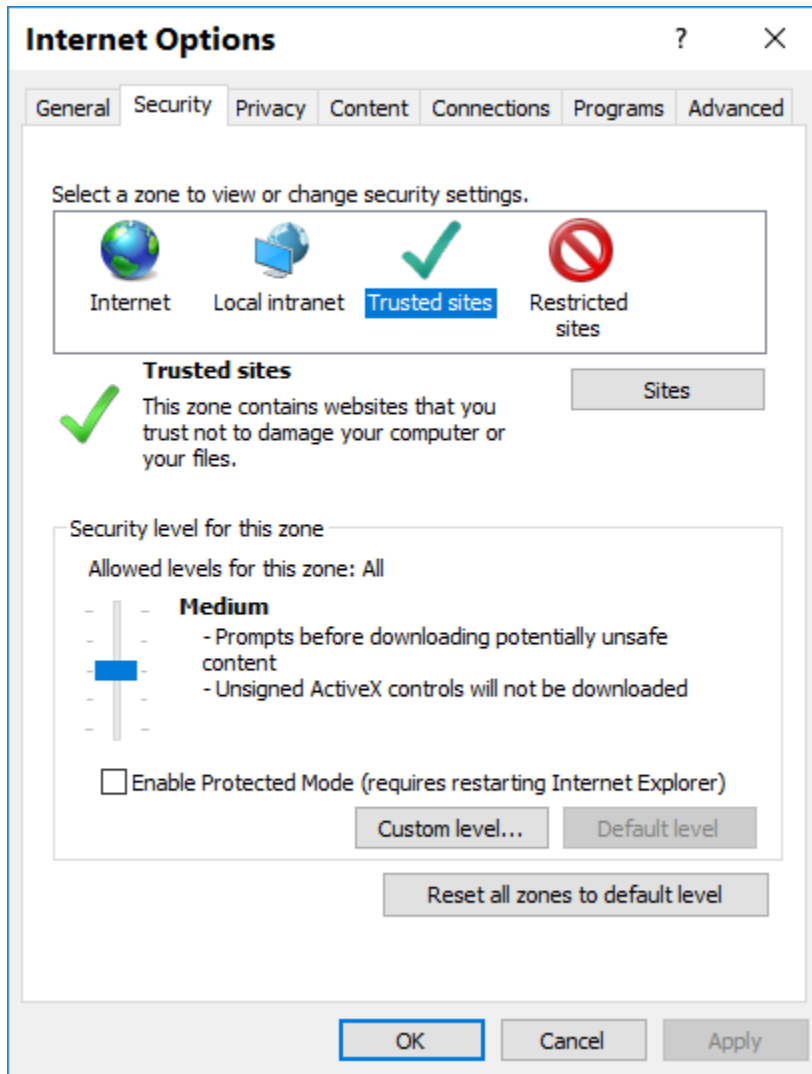 Internet Options
?
General Security Privacy Content Connections Programs Advanced
Select a zone to view or change security settings.
Internet Local intranet Trusted sites Restricted
sites
Trusted sites
Sites
This zone contains websites that you
trust not to damage your computer or
your files.
Security level for this zone
Allowed levels for this zone: All
Medium
- Prompts before downloading potentially unsafe
content
- Unsigned ActiveX controls will not be downloaded
Enable Protected Mode (requires restarting Internet Explorer)
Custom level... Default level
Reset all zones to default level
OK Cancel Apply